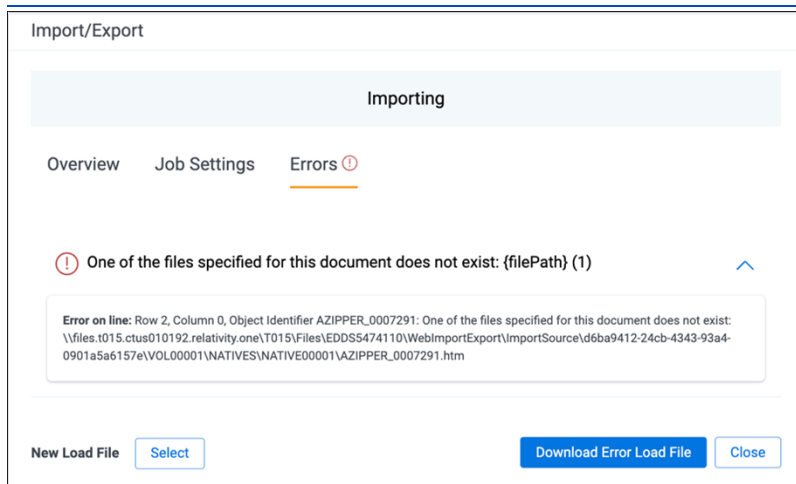 Import/Export
Importing
Overview Job Settings Errors
One of the files specified for this document does not exist: {filePath} (1)
Error on line: Row 2, Column 0, Object Identifier AZIPPER_0007291: One of the files specified for this document does not exist:
\\files.t015.ctus010192.relativity.one\T015\Files\EDDS5474110\WebImportExport\ImportSource\d6ba9412-24cb-4343-93a4-
0901a5a6157e\VOL00001\NATIVES\NATIVE00001\AZIPPER_0007291.htm
New Load File Select Download Error Load File Close